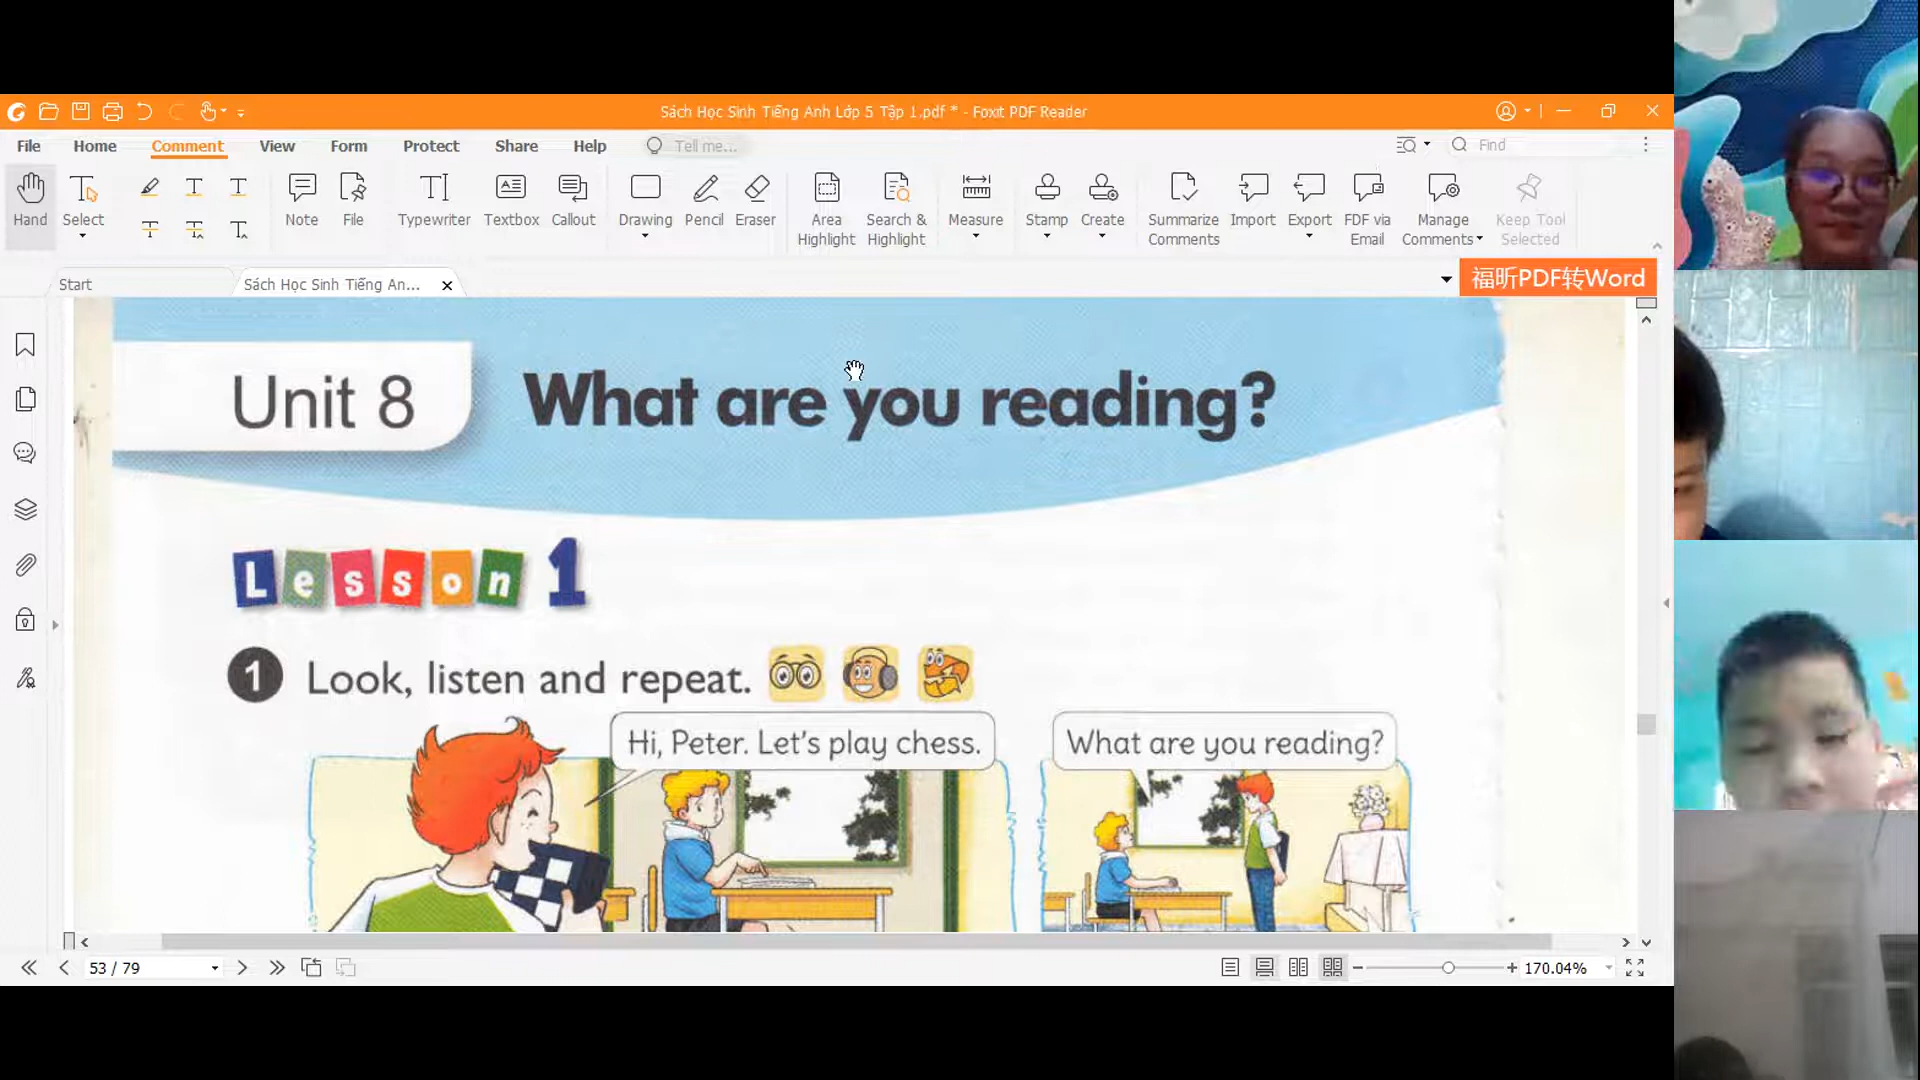 Sách Học Sinh Tiếng Anh Lớp 5 Tập 1.pdf * - Foxit PDF Reader
File Home Comment View Form Protect Share Help Tell me... Find
Hand Select Note File Typewriter Textbox Callout Drawing Pencil Eraser Area Highlight Search & Highlight Measure Stamp Create Summarize Comments Import Export FDF via Email Manage Comments Keep Tool Selected
Start Sách Học Sinh Tiếng An... 福昕PDF转Word
Unit 8 What are you reading?
Lesson 1
1 Look, listen and repeat.
Hi, Peter. Let's play chess.
What are you reading?
53 / 79 170.04%